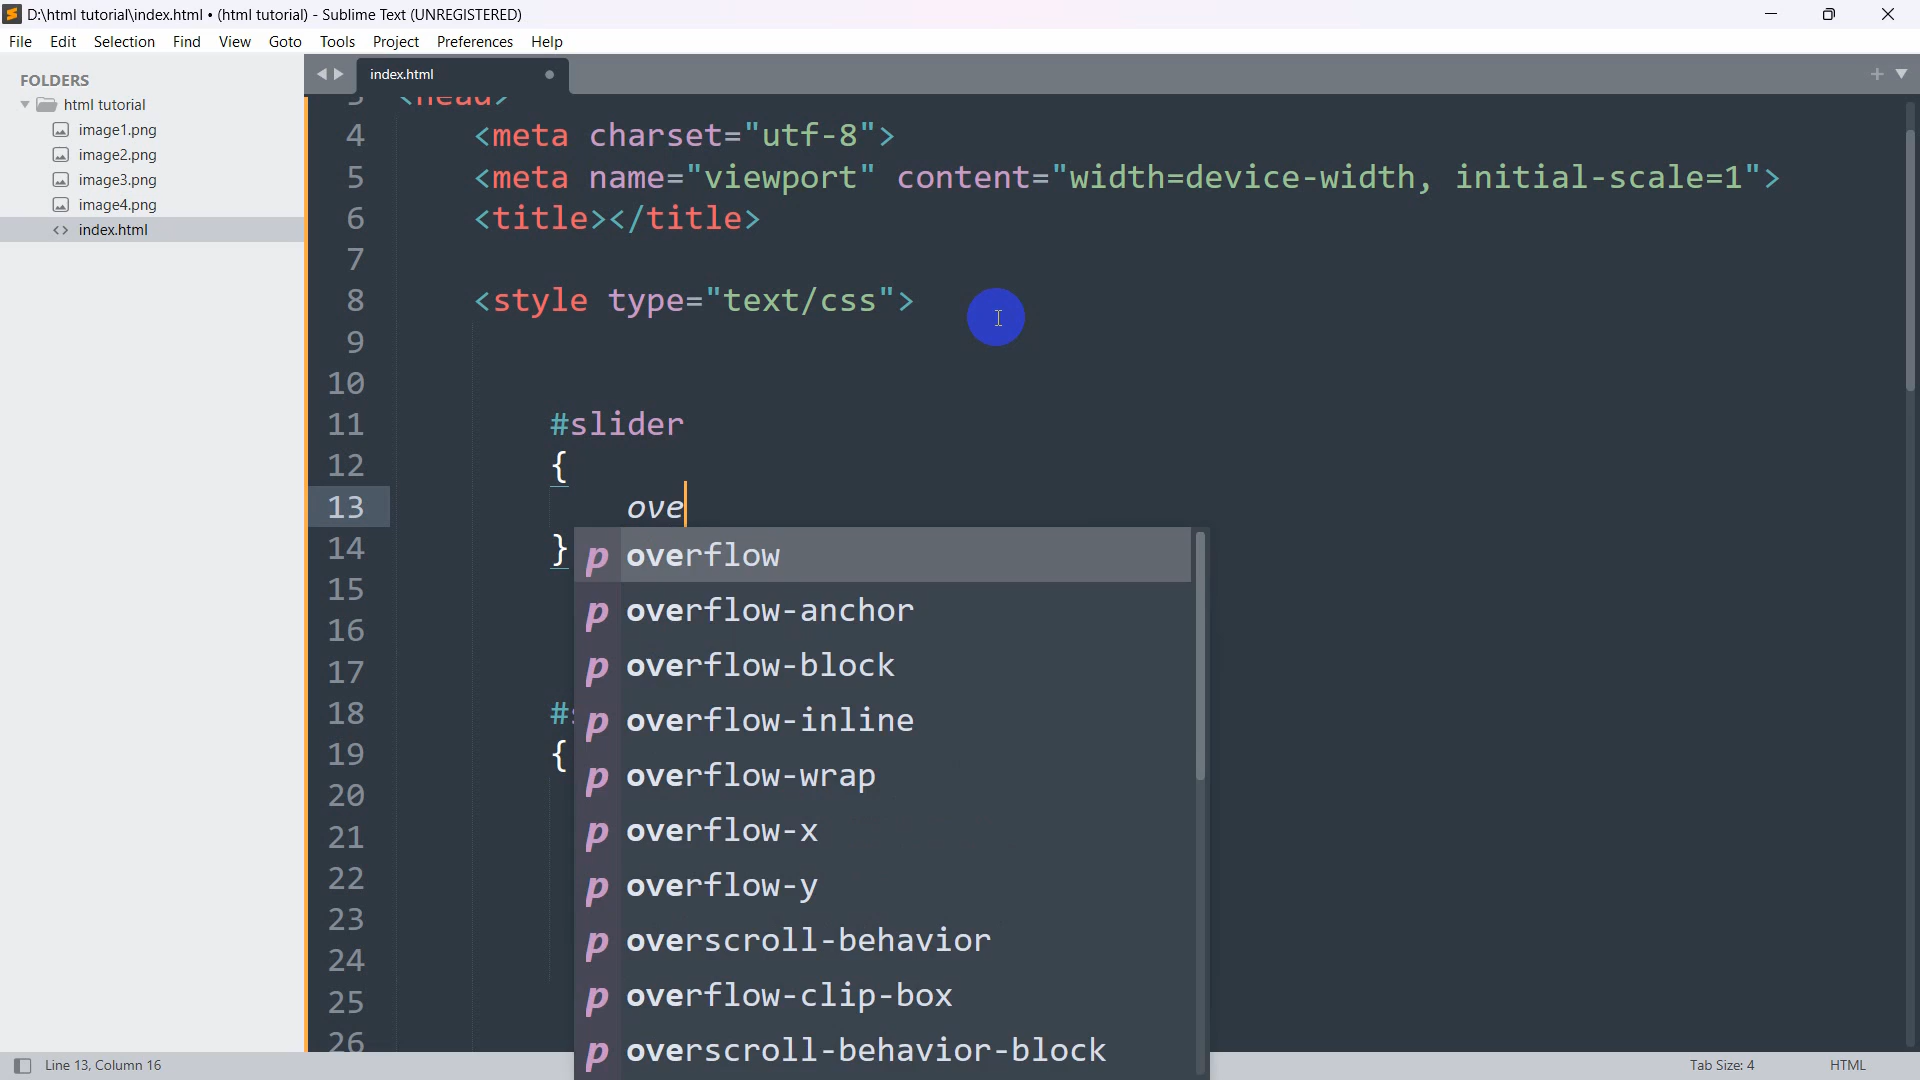 D:\html tutorial\index.html • (html tutorial) - Sublime Text (UNREGISTERED)
File Edit Selection Find View Goto Tools Project Preferences Help
FOLDERS
html tutorial
image1.png
image2.png
image3.png
image4.png
index.html
index.html
3 <head>
4 <meta charset="utf-8">
5 <meta name="viewport" content="width=device-width, initial-scale=1">
6 <title></title>
7
8 <style type="text/css">
9
10
11 #slider
12 {
13 ove
14 }
15
16
17
18 #
19 {
20
21
22
23
24
25
26
p overflow
p overflow-anchor
p overflow-block
p overflow-inline
p overflow-wrap
p overflow-x
p overflow-y
p overscroll-behavior
p overflow-clip-box
p overscroll-behavior-block
Line 13, Column 16
Tab Size: 4
HTML